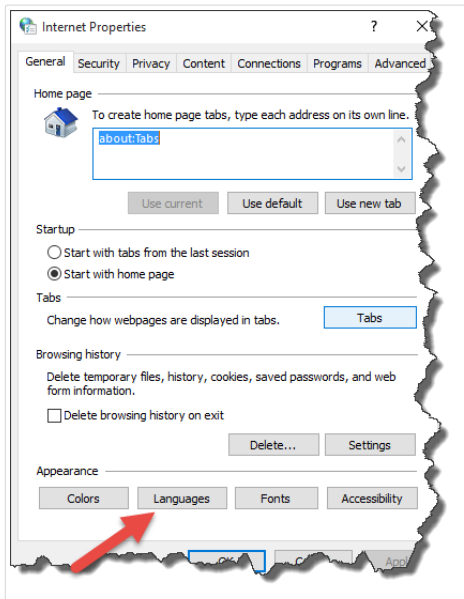 Internet Properties ? X
General Security Privacy Content Connections Programs Advanced
Home page
To create home page tabs, type each address on its own line.
about:Tabs
Use current Use default Use new tab
Startup
Start with tabs from the last session
Start with home page
Tabs
Change how webpages are displayed in tabs. Tabs
Browsing history
Delete temporary files, history, cookies, saved passwords, and web
form information.
Delete browsing history on exit
Delete... Settings
Appearance
Colors Languages Fonts Accessibility